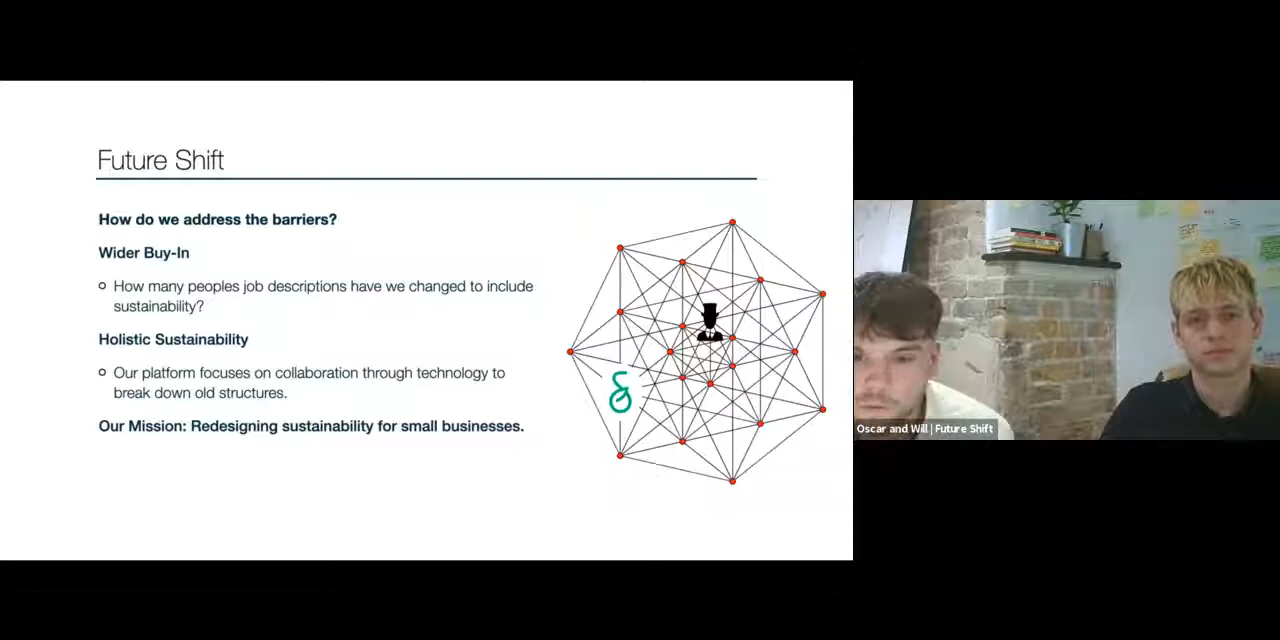 Future Shift
How do we address the barriers?
Wider Buy-In
How many peoples job descriptions have we changed to include
sustainability?
Holistic Sustainability
Our platform focuses on collaboration through technology to
break down old structures.
Our Mission: Redesigning sustainability for small businesses.
Oscar and Will | Future Shift